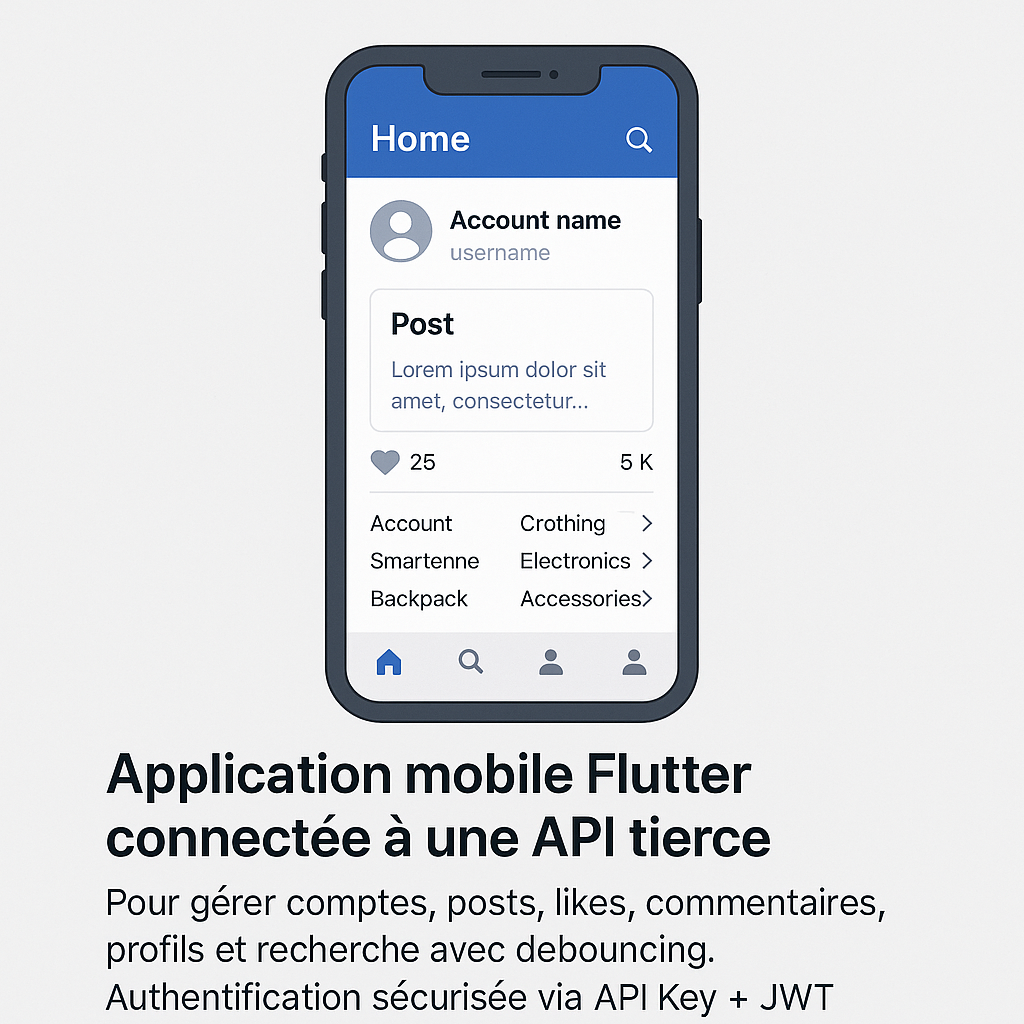 Home
Account name
username
Post
Lorem ipsum dolor sit
amet, consectetur...
25 5 K
Account Crothing
Smartenne Electronics
Backpack Accessories
Application mobile Flutter
connectée à une API tierce
Pour gérer comptes, posts, likes, commentaires,
profils et recherche avec debouncing.
Authentification sécurisée via API Key + JWT